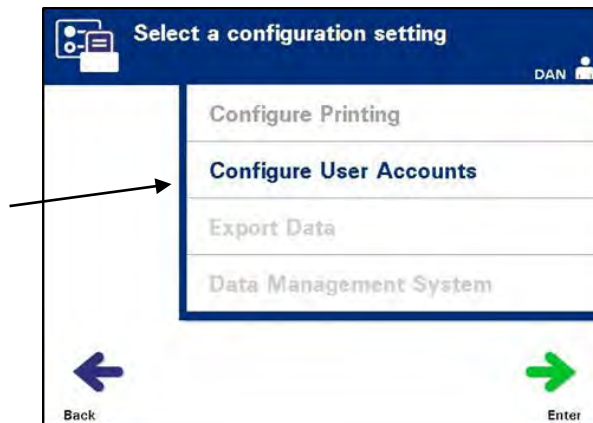 Select a configuration setting
DAN
Configure Printing
Configure User Accounts
Export Data
Data Management System
Back
Enter